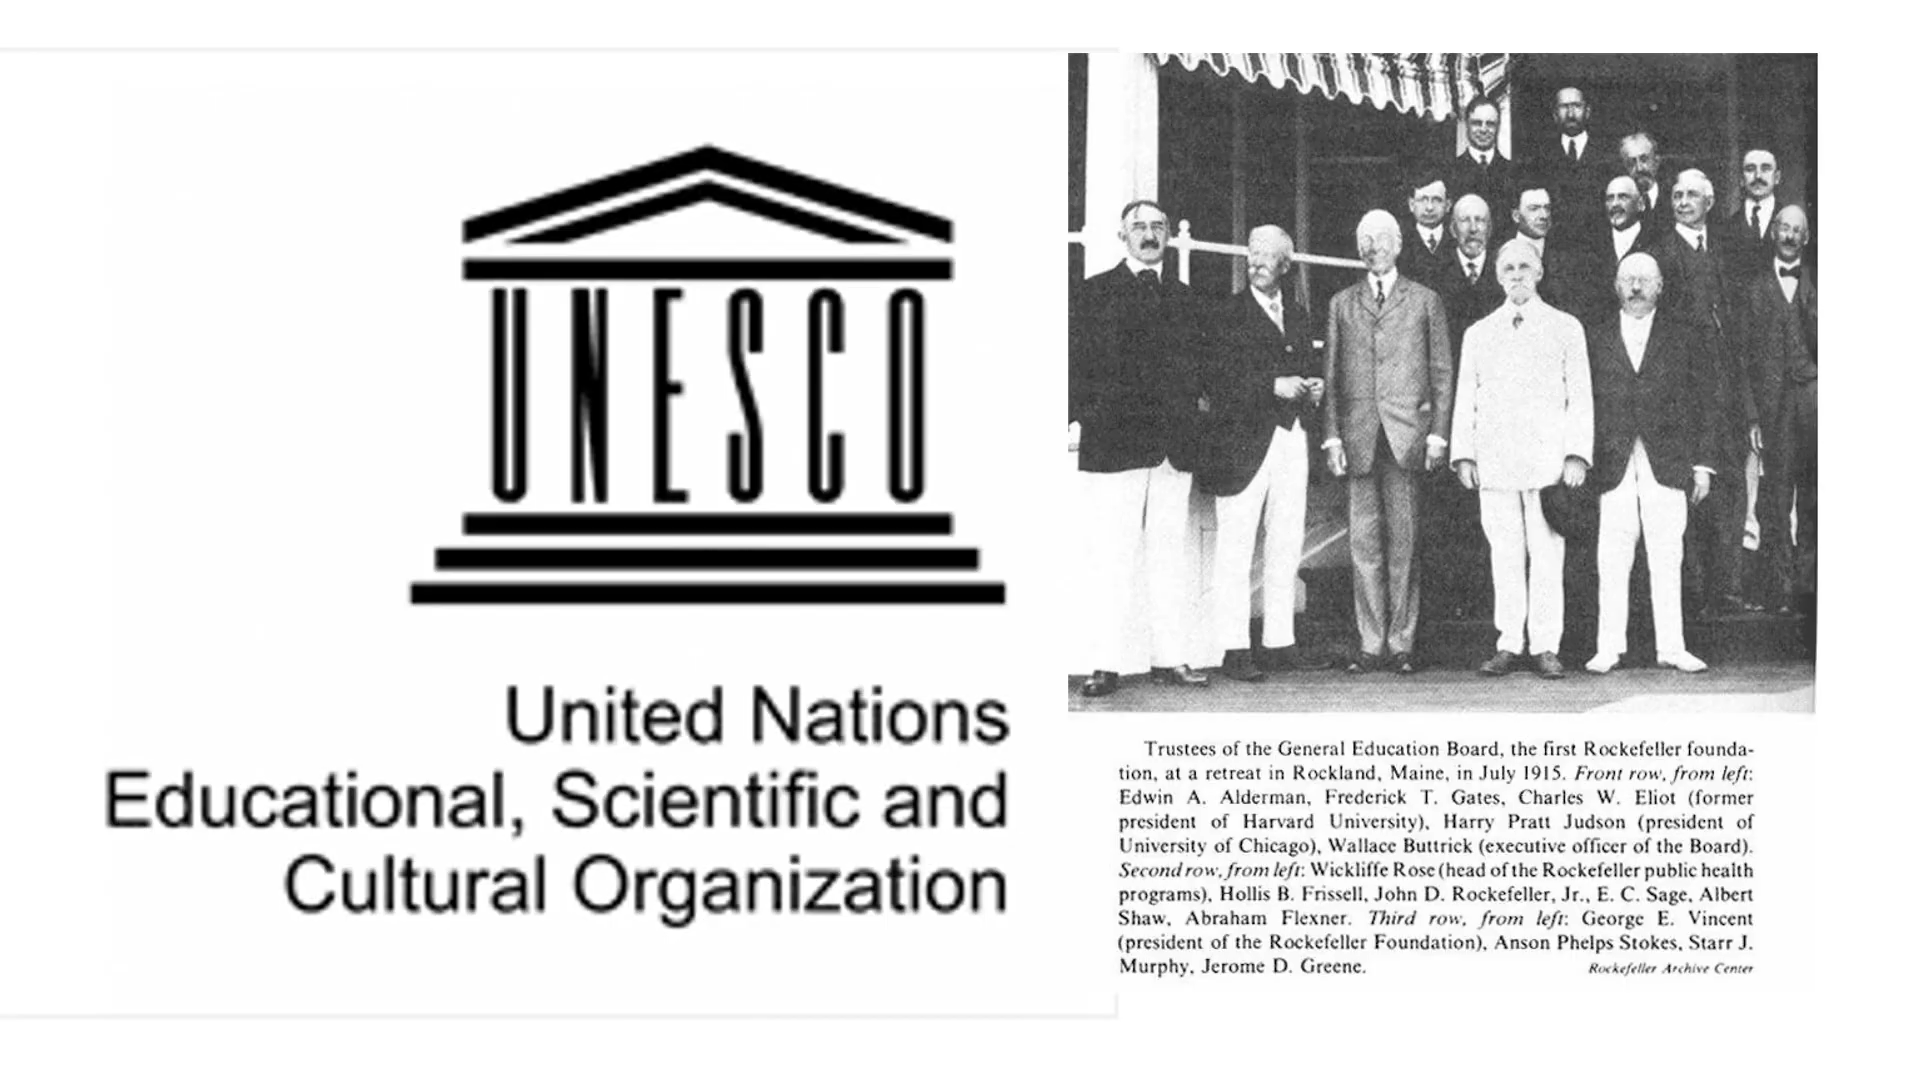 UNESCO
United Nations
Educational, Scientific and
Cultural Organization
Trustees of the General Education Board, the first Rockefeller founda-
tion, at a retreat in Rockland, Maine, in July 1915. Front row, from left:
Edwin A. Alderman, Frederick T. Gates, Charles W. Eliot (former
president of Harvard University), Harry Pratt Judson (president of
University of Chicago), Wallace Buttrick (executive officer of the Board).
Second row, from left: Wickliffe Rose (head of the Rockefeller public health
programs), Hollis B. Frissell, John D. Rockefeller, Jr., E. C. Sage, Albert
Shaw, Abraham Flexner. Third row, from left: George E. Vincent
(president of the Rockefeller Foundation), Anson Phelps Stokes, Starr J.
Murphy, Jerome D. Greene.
Rockefeller Archive Center